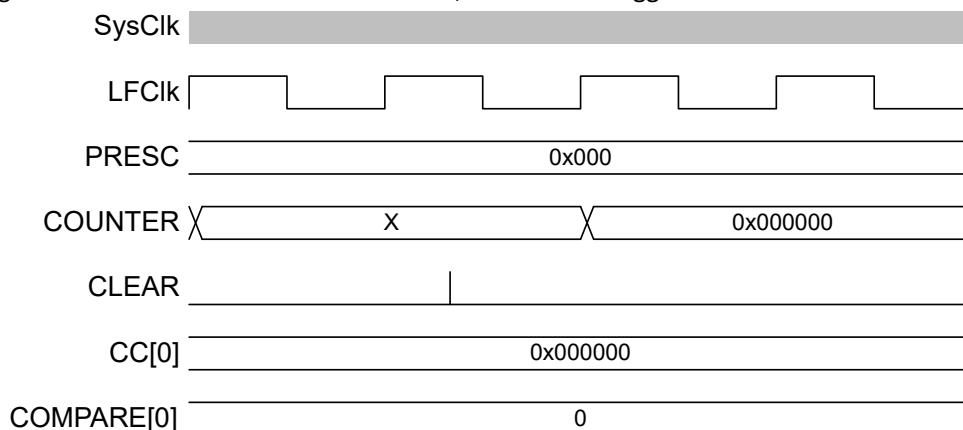 SysClk
LFClk
PRESC 0x000
COUNTER X 0x000000
CLEAR
CC[0] 0x000000
COMPARE[0] 0